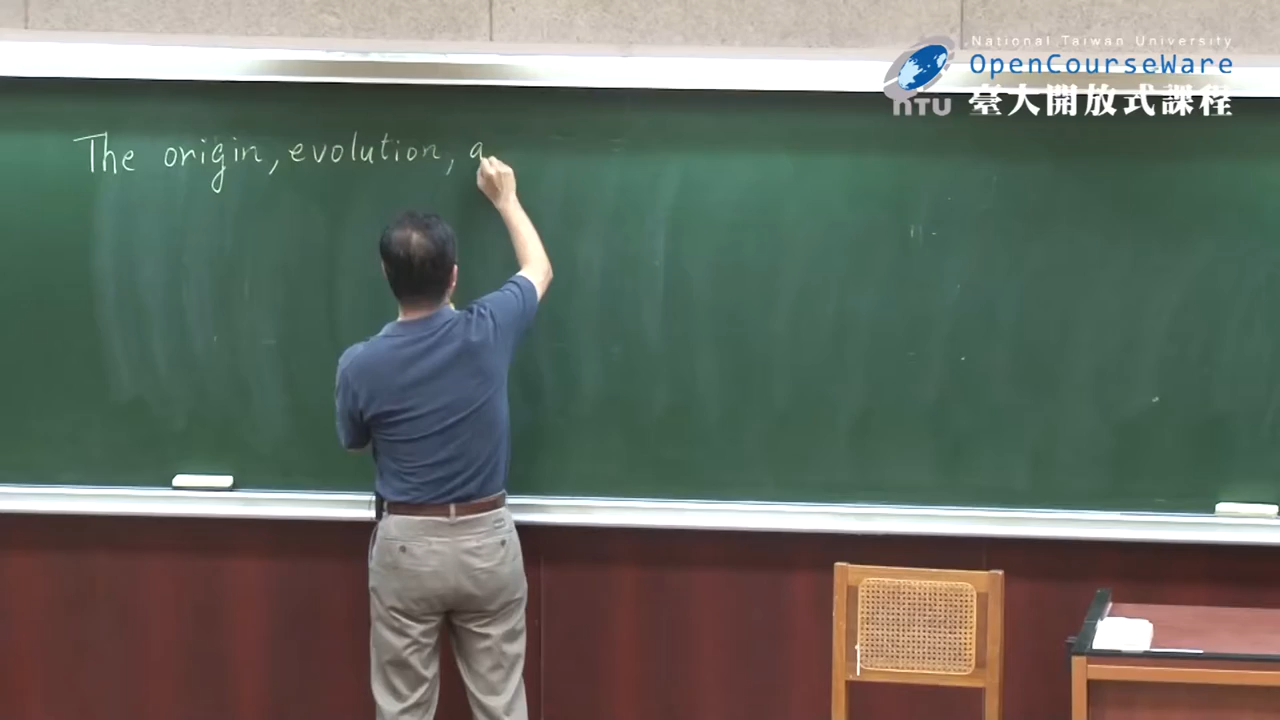 National Taiwan University
OpenCourseWare
NTU 臺大開放式課程
The origin, evolution, a